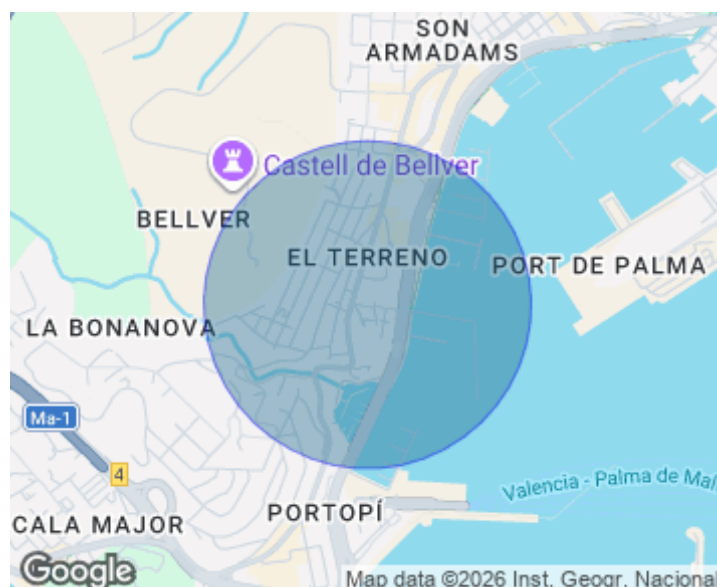 SON
ARMADAMS
Castell de Bellver
BELLVER
EL TERRENO
PORT DE PALMA
LA BONANOVA
Ma-1
4
Valencia - Palma de Mal
PORTOPÍ
CALA MAJOR
Google
Map data ©2026 Inst. Geogr. Nacional